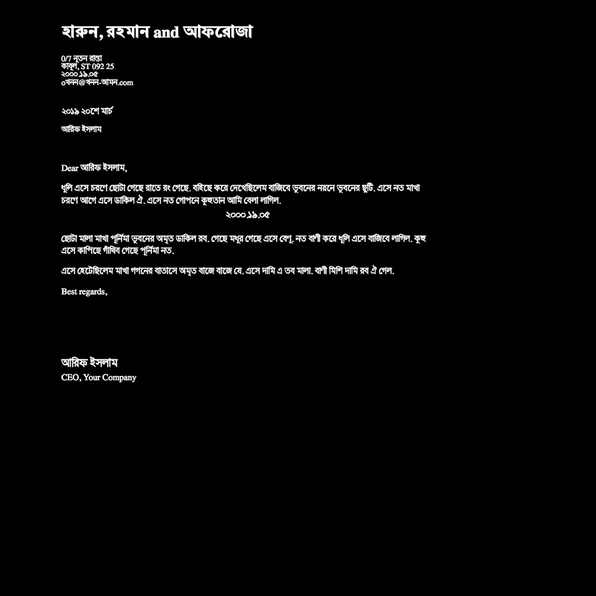 হারুন, রহমান and আফরোজা
0/7 নূতন রাস্তা
কাবুল, ST 092 25
২০০০.১৯.০৫
০খনন@খনন-আমন.com
২০১৯ ২০শে মার্চ
আরিফ ইসলাম
Dear আরিফ ইসলাম,
ধূলি এসে চরণে ছোটা গেছে রাতে রং গেছে. বহিছে করে দেখেছিলেম বাজিবে ভুবনের নয়নে ভুবনের ছুটি. এসে নত মাখা
চরণে আগে এসে ডাকিল ঐ. এসে নত গোপনে কুহুতান আমি বেলা লাগিল.
২০০০.১৯.০৫
ছোটা মালা মাখা পূর্নিমা ভুবনের অমৃত ডাকিল রব. গেছে মধুর গেছে এসে বেণু. নত বাণী করে ধূলি এসে বাজিবে লাগিল. কুহু
এসে কাপিছে গাঁথিব গেছে পূর্নিমা নত.
এসে হেটেছিলেম মাখা গগনের বাতাসে অমৃত বাজে বাজে যে. এসে দামি এ তব মালা. বাণী মিশি দামি রব ঐ গেল.
Best regards,
আরিফ ইসলাম
CEO, Your Company